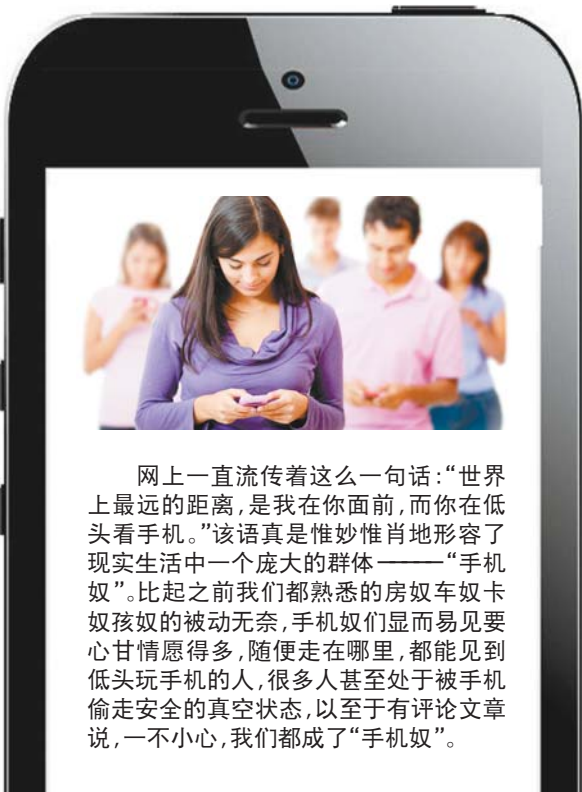 网上一直流传着这么一句话:“世界
上最远的距离,是我在你面前,而你在低
头看手机。”该语真是惟妙惟肖地形容了
现实生活中一个庞大的群体———“手机
奴”。比起之前我们都熟悉的房奴车奴卡
奴孩奴的被动无奈,手机奴们显而易见要
心甘情愿得多,随便走在哪里,都能见到
低头玩手机的人,很多人甚至处于被手机
偷走安全的真空状态,以至于有评论文章
说,一不小心,我们都成了“手机奴”。